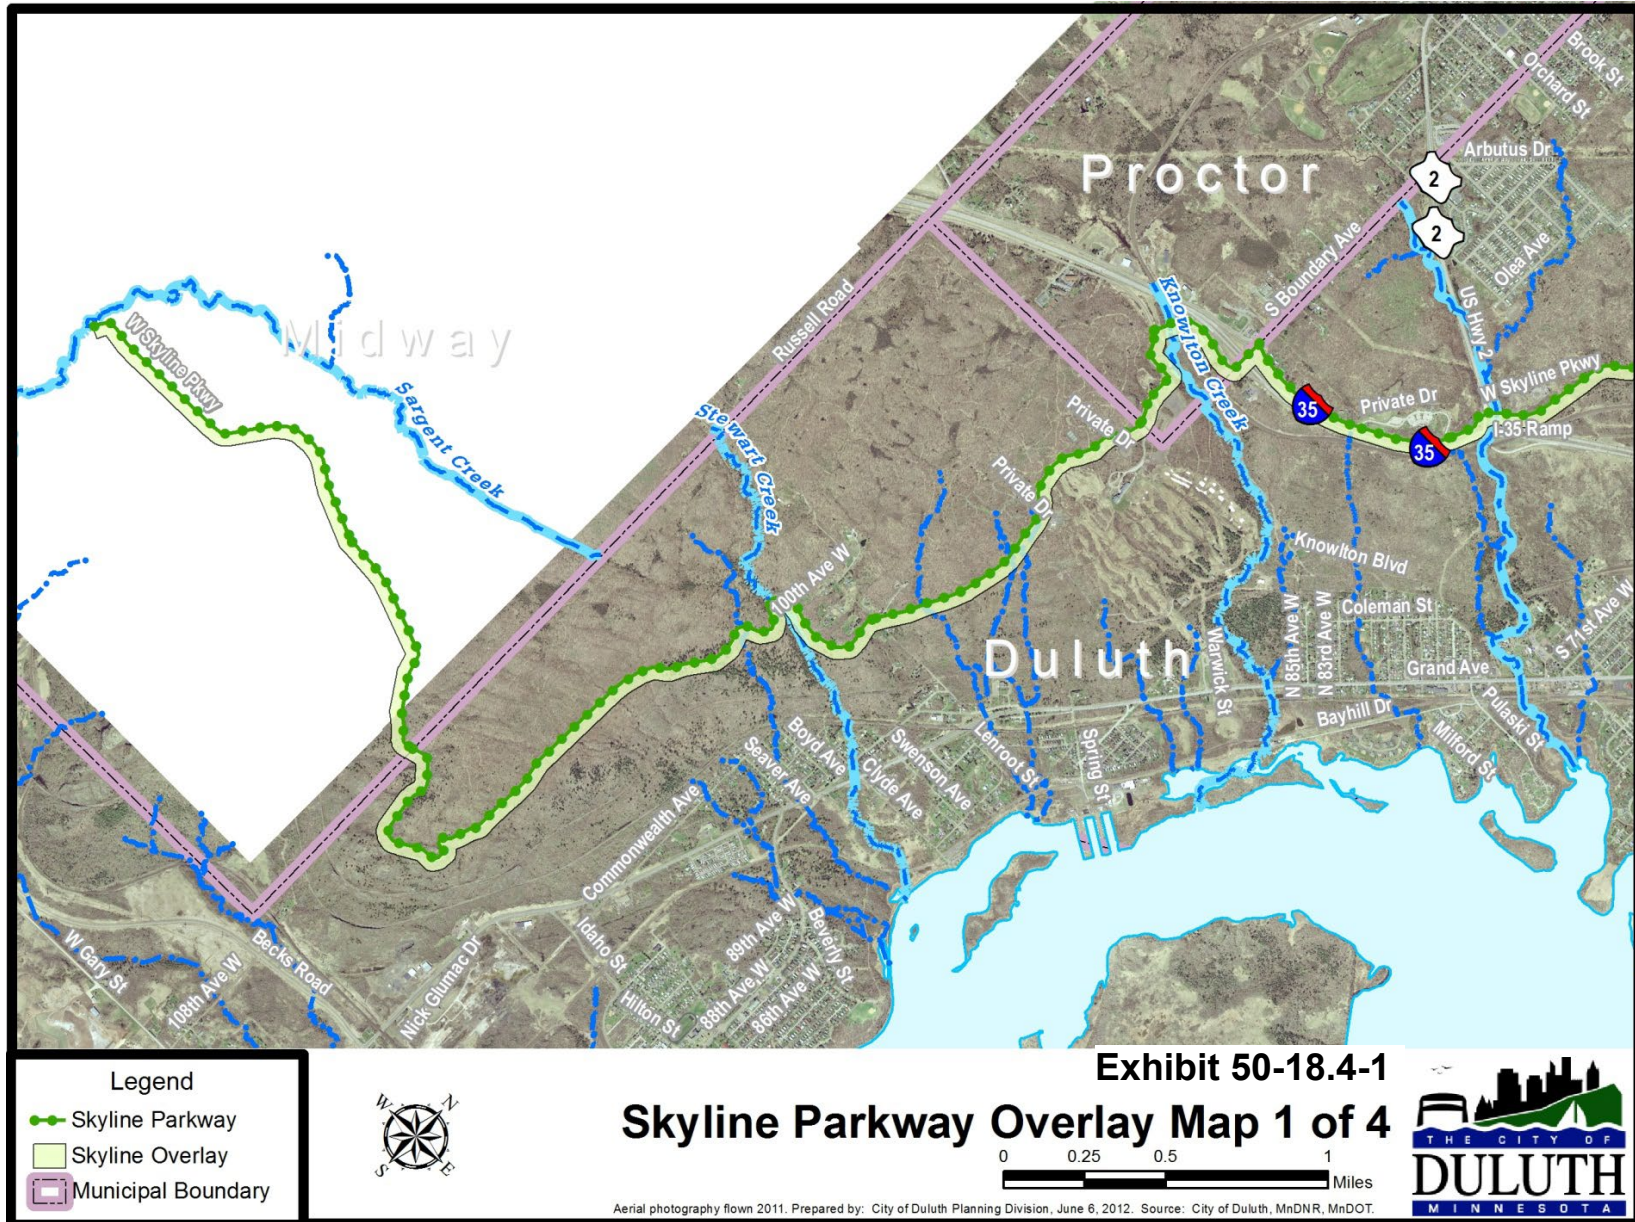 Brook St
Orchard St
Arbutus Dr
Proctor
2
2
Olea Ave
S Boundary Ave
US Hwy 2
Knowlton Creek
Russell Road
Midway
W Skyline Pkwy
Sargent Creek
Stewart Creek
Private Dr
Private Dr
Private Dr
35
35
W Skyline Pkwy
I-35 Ramp
100th Ave W
Knowlton Blvd
Coleman St
N 85th Ave W
N 83rd Ave W
S 71st Ave W
Duluth
Warwick St
Grand Ave
Bayhill Dr
Pulaski St
Milford St
Seaver Ave
Boyd Ave
Clyde Ave
Swenson Ave
Lenroot St
Spring St
Commonwealth Ave
Idaho St
89th Ave W
88th Ave W
86th Ave W
Beverly St
Hilton St
Nick Glumac Dr
Becks Road
108th Ave W
W Gary St
Legend
Skyline Parkway
Skyline Overlay
Municipal Boundary
W
N
S
E
Exhibit 50-18.4-1
Skyline Parkway Overlay Map 1 of 4
0 0.25 0.5 1
Miles
Aerial photography flown 2011. Prepared by: City of Duluth Planning Division, June 6, 2012. Source: City of Duluth, MnDNR, MnDOT.
THE CITY OF
DULUTH
MINNESOTA